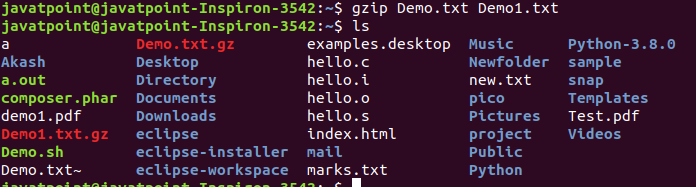 javatpoint@javatpoint-Inspiron-3542:~$ gzip Demo.txt Demo1.txt
javatpoint@javatpoint-Inspiron-3542:~$ ls
a Demo.txt.gz examples.desktop Music Python-3.8.0
Akash Desktop hello.c Newfolder sample
a.out Directory hello.i new.txt snap
composer.phar Documents hello.o pico Templates
demo1.pdf Downloads hello.s Pictures Test.pdf
Demo1.txt.gz eclipse index.html project Videos
Demo.sh eclipse-installer mail Public
Demo.txt~ eclipse-workspace marks.txt Python
javatpoint@javatpoint-Inspiron-3542:~$